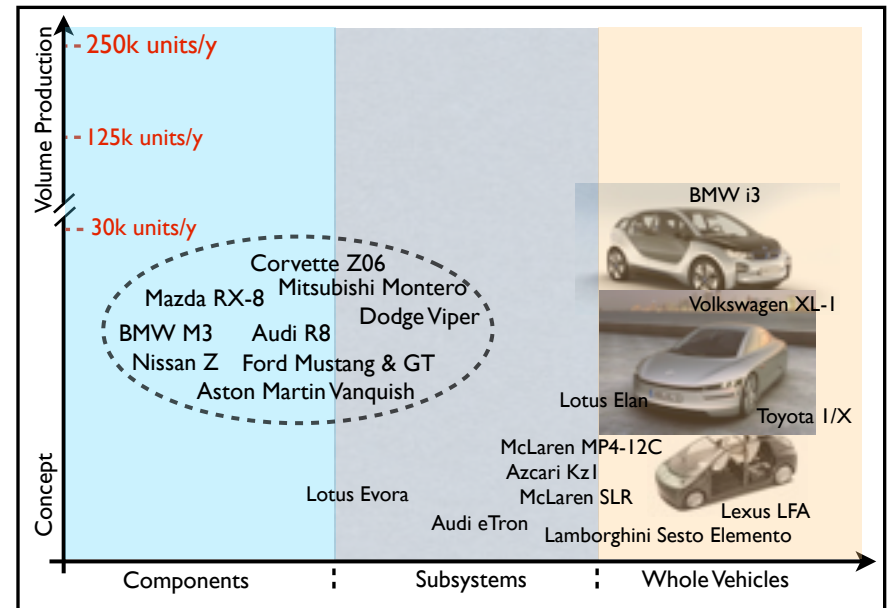 Volume Production
Concept
- 250k units/y
- 125k units/y
- 30k units/y
BMW i3
Corvette Z06
Mitsubishi Montero
Mazda RX-8
Volkswagen XL-1
Dodge Viper
BMW M3
Audi R8
Nissan Z
Ford Mustang & GT
Aston Martin Vanquish
Lotus Elan
Toyota 1/X
McLaren MP4-12C
Azcari Kz1
Lotus Evora
McLaren SLR
Lexus LFA
Audi eTron
Lamborghini Sesto Elemento
Components
Subsystems
Whole Vehicles